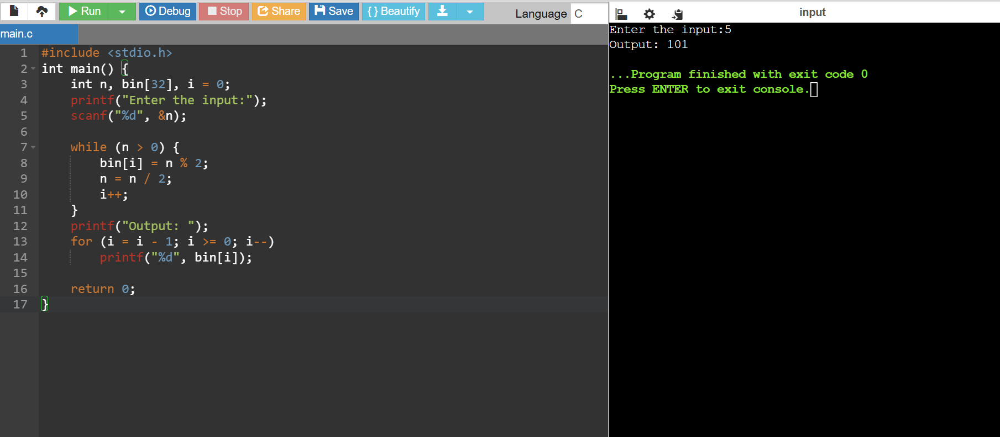 Run Debug Stop Share Save { } Beautify Language C
main.c
1 #include <stdio.h>
2 int main() {
3     int n, bin[32], i = 0;
4     printf("Enter the input:");
5     scanf("%d", &n);
6
7     while (n > 0) {
8         bin[i] = n % 2;
9         n = n / 2;
10         i++;
11     }
12     printf("Output: ");
13     for (i = i - 1; i >= 0; i--)
14         printf("%d", bin[i]);
15
16     return 0;
17 }
input
Enter the input:5
Output: 101
...Program finished with exit code 0
Press ENTER to exit console.